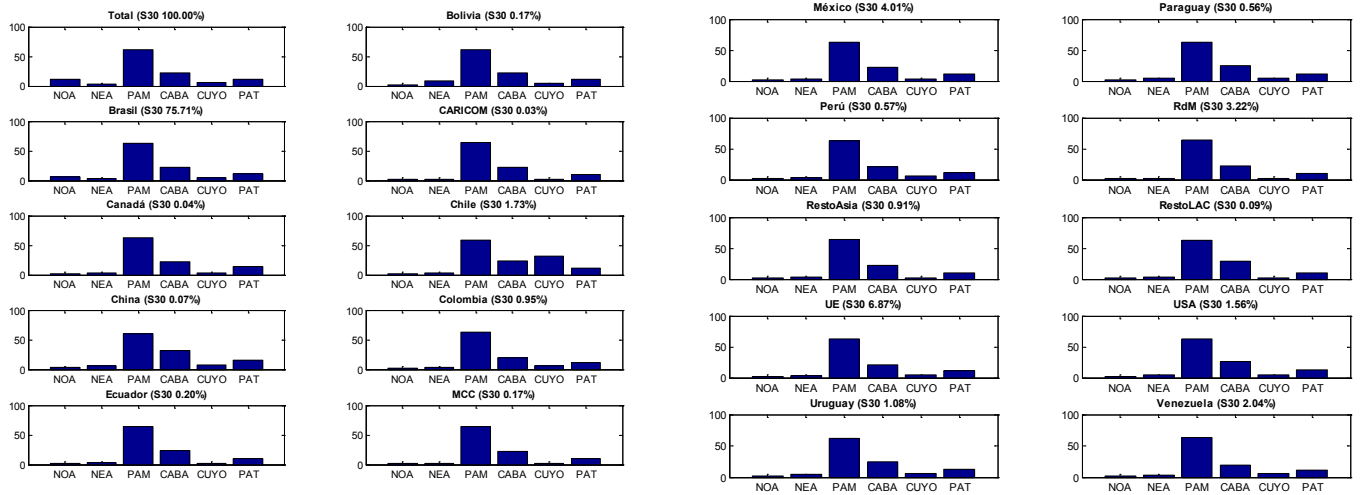 Total (S30 100.00%)
100
50
0
NOA NEA PAM CABA CUYO PAT
Bolivia (S30 0.17%)
100
50
0
NOA NEA PAM CABA CUYO PAT
México (S30 4.01%)
100
50
0
NOA NEA PAM CABA CUYO PAT
Paraguay (S30 0.56%)
100
50
0
NOA NEA PAM CABA CUYO PAT
Brasil (S30 75.71%)
100
50
0
NOA NEA PAM CABA CUYO PAT
CARICOM (S30 0.03%)
100
50
0
NOA NEA PAM CABA CUYO PAT
Perú (S30 0.57%)
100
50
0
NOA NEA PAM CABA CUYO PAT
RdM (S30 3.22%)
100
50
0
NOA NEA PAM CABA CUYO PAT
Canadá (S30 0.04%)
100
50
0
NOA NEA PAM CABA CUYO PAT
Chile (S30 1.73%)
100
50
0
NOA NEA PAM CABA CUYO PAT
RestoAsia (S30 0.91%)
100
50
0
NOA NEA PAM CABA CUYO PAT
RestoLAC (S30 0.09%)
100
50
0
NOA NEA PAM CABA CUYO PAT
China (S30 0.07%)
100
50
0
NOA NEA PAM CABA CUYO PAT
Colombia (S30 0.95%)
100
50
0
NOA NEA PAM CABA CUYO PAT
UE (S30 6.87%)
100
50
0
NOA NEA PAM CABA CUYO PAT
USA (S30 1.56%)
100
50
0
NOA NEA PAM CABA CUYO PAT
Ecuador (S30 0.20%)
100
50
0
NOA NEA PAM CABA CUYO PAT
MCC (S30 0.17%)
100
50
0
NOA NEA PAM CABA CUYO PAT
Uruguay (S30 1.08%)
100
50
0
NOA NEA PAM CABA CUYO PAT
Venezuela (S30 2.04%)
100
50
0
NOA NEA PAM CABA CUYO PAT